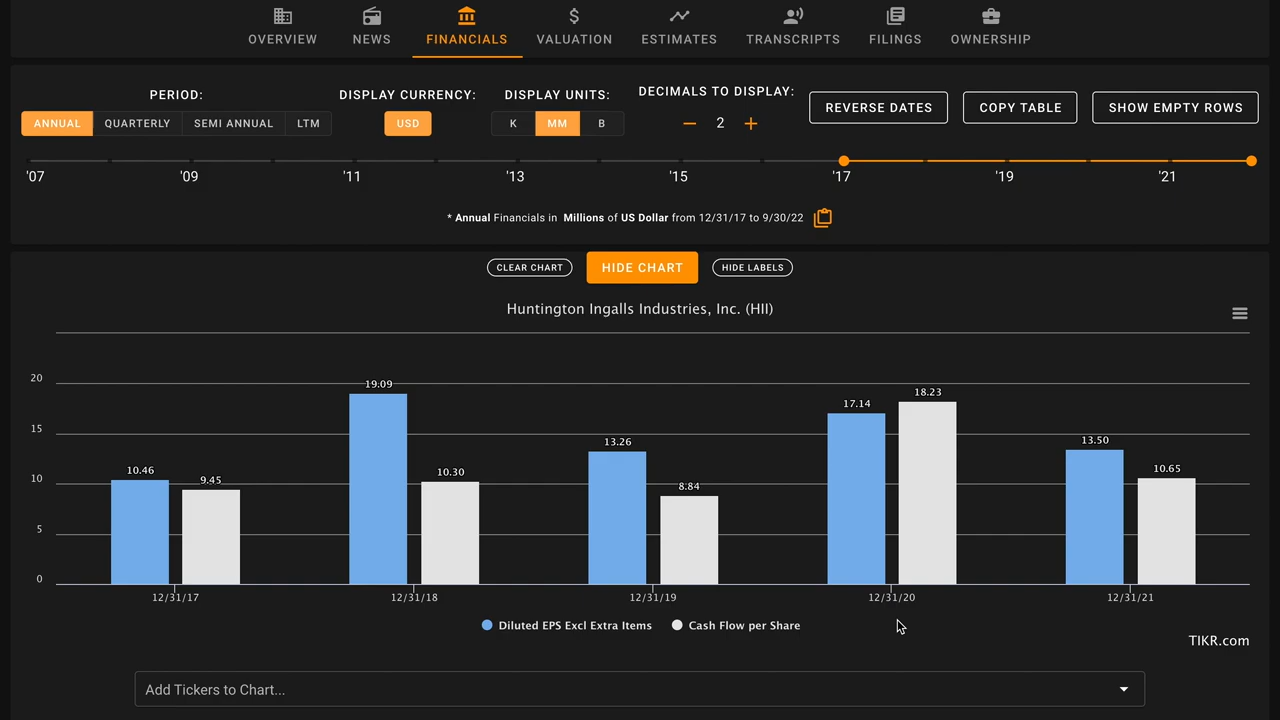 OVERVIEW NEWS FINANCIALS VALUATION ESTIMATES TRANSCRIPTS FILINGS OWNERSHIP
PERIOD: DISPLAY CURRENCY: DISPLAY UNITS: DECIMALS TO DISPLAY:
ANNUAL QUARTERLY SEMI ANNUAL LTM USD K MM B − 2 + REVERSE DATES COPY TABLE SHOW EMPTY ROWS
'07 '09 '11 '13 '15 '17 '19 '21
* Annual Financials in Millions of US Dollar from 12/31/17 to 9/30/22
CLEAR CHART HIDE CHART HIDE LABELS
Huntington Ingalls Industries, Inc. (HII)
20
15
10
5
0
10.46 9.45 19.09 10.30 13.26 8.84 17.14 18.23 13.50 10.65
12/31/17 12/31/18 12/31/19 12/31/20 12/31/21
Diluted EPS Excl Extra Items Cash Flow per Share
TIKR.com
Add Tickers to Chart...